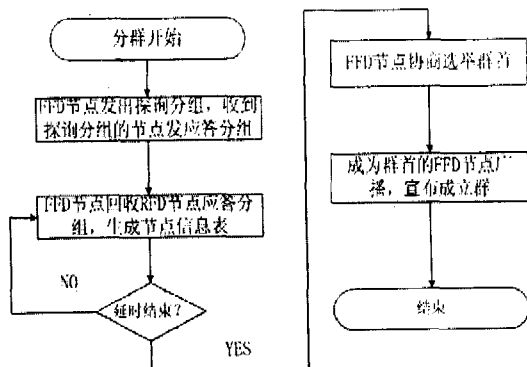 分群开始
FFD节点发出探询分组，收到
探询分组的节点发应答分组
FFD节点回收RFD节点应答分
组，生成节点信息表
NO
延时结束？
YES
FFD节点协商选举群首
成为群首的FFD节点广
播，宣布成立群
结束